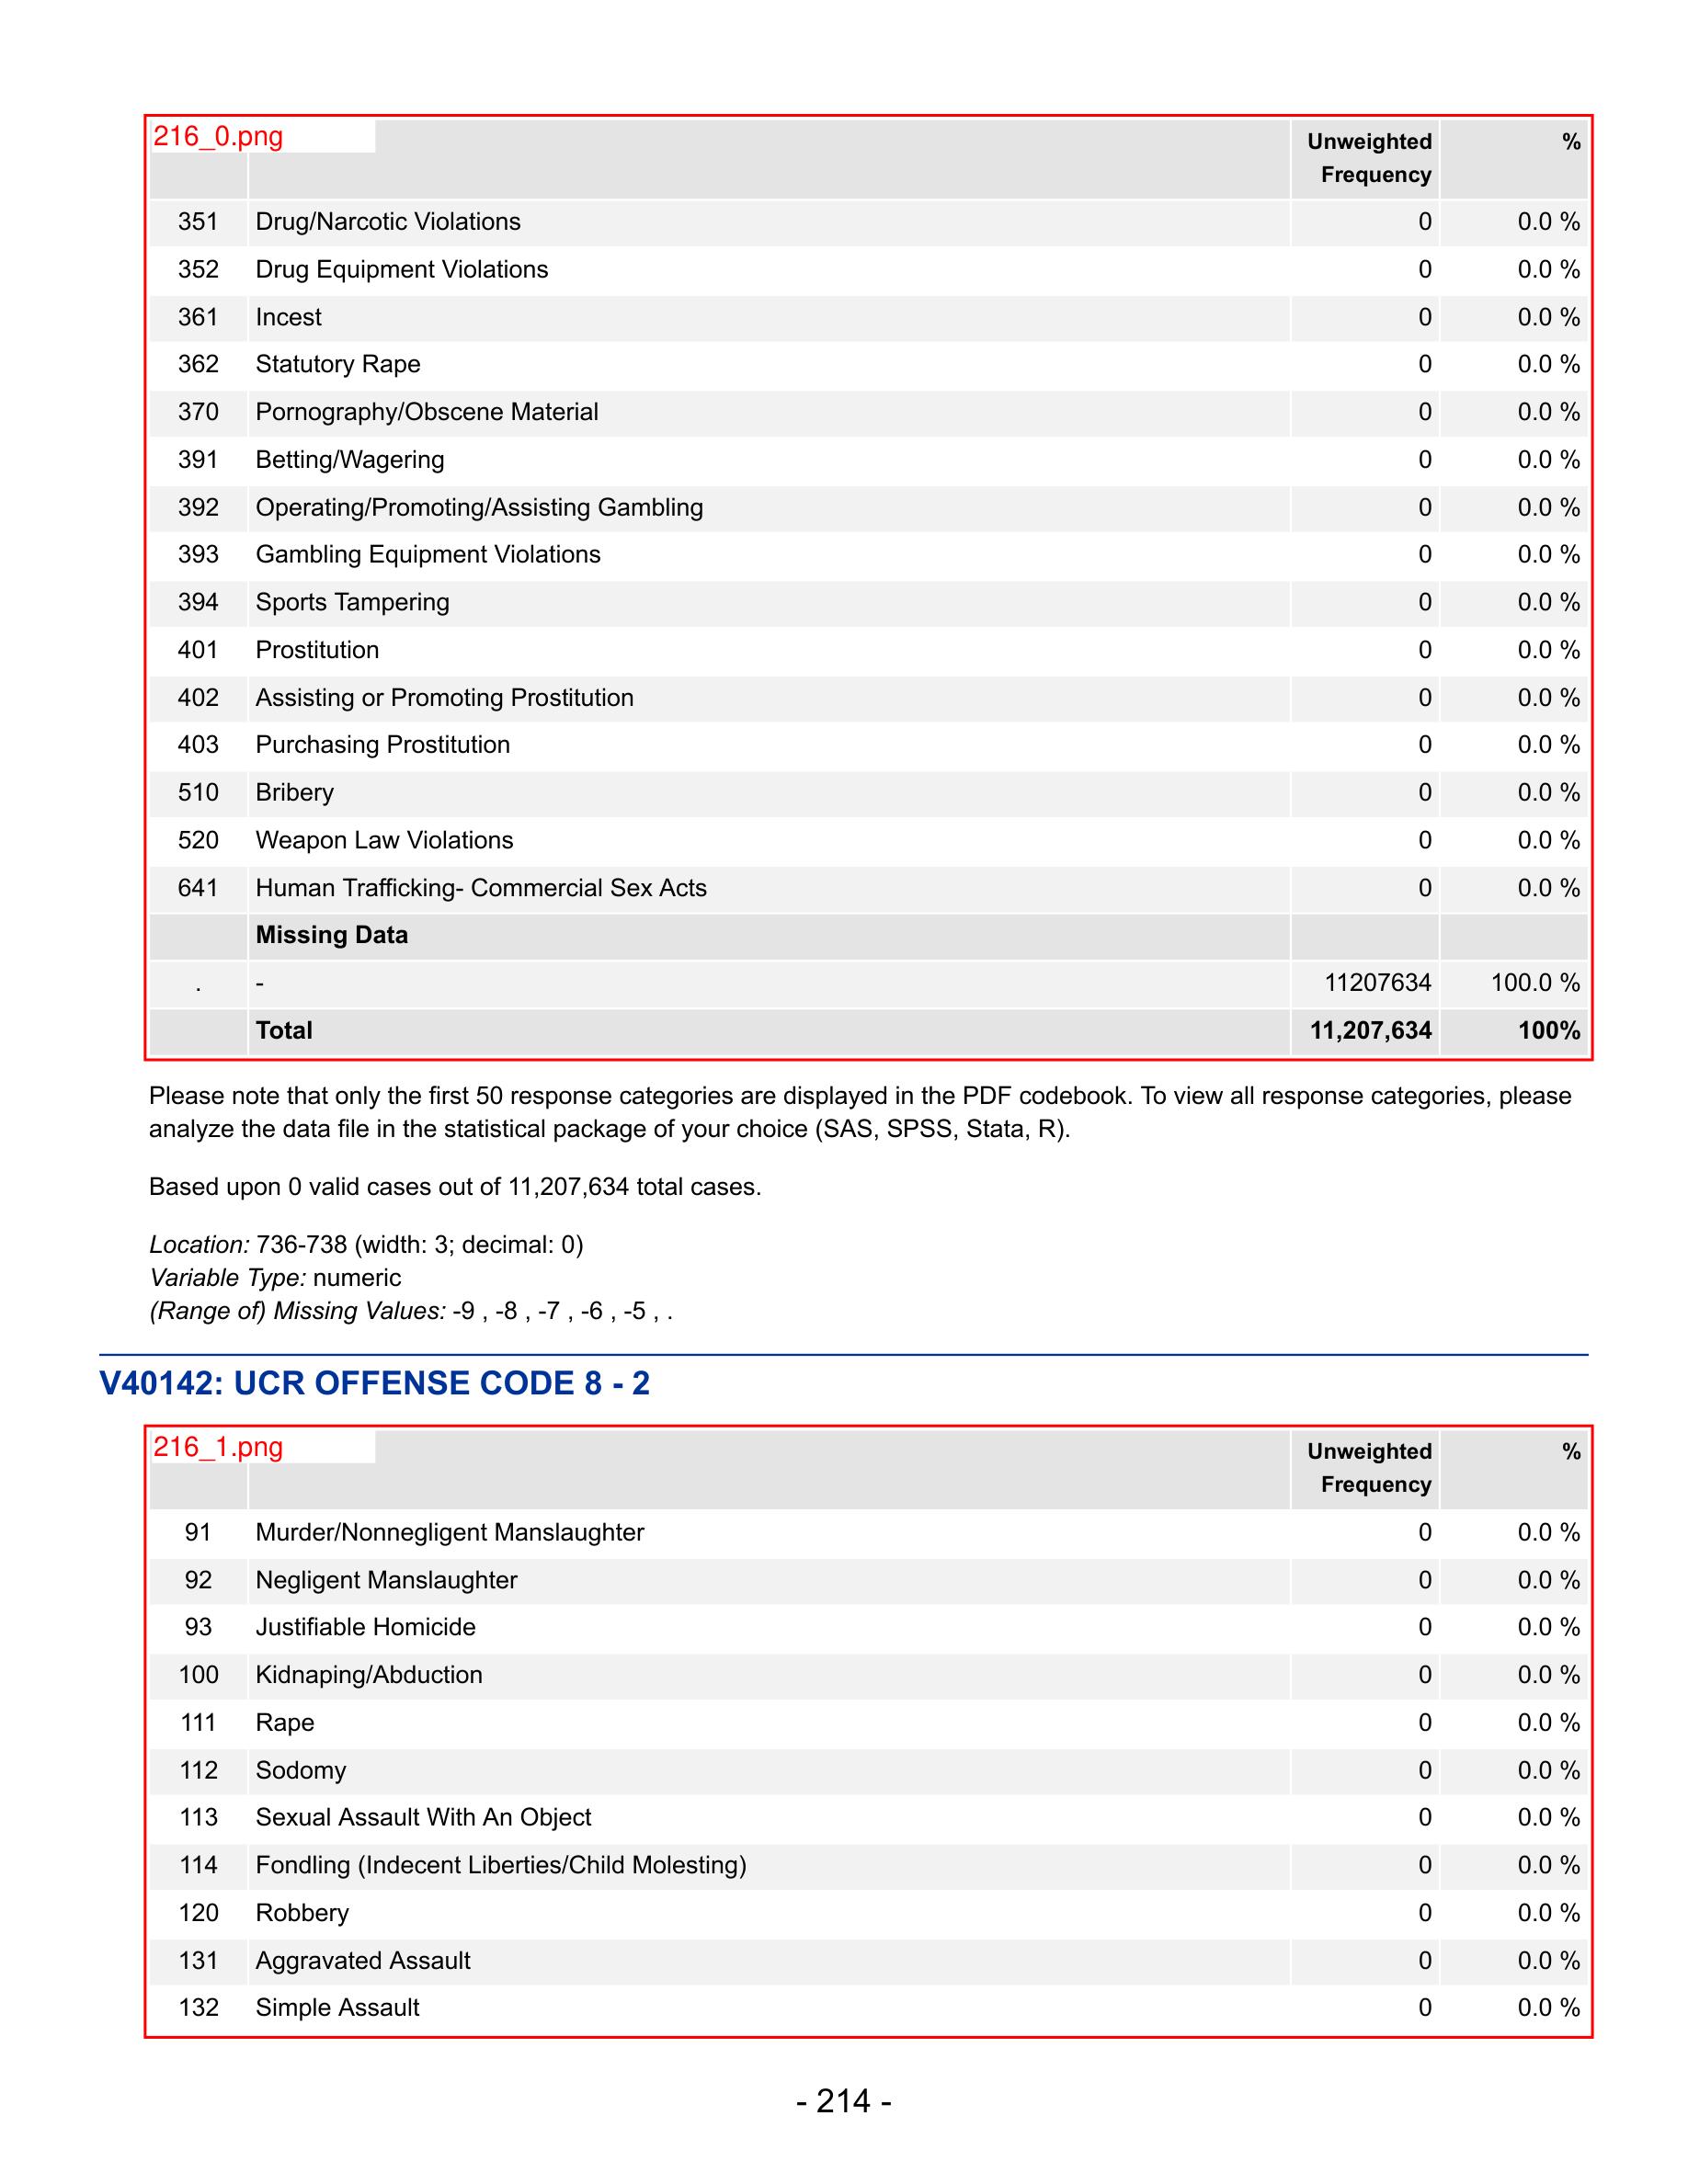 216_0.png
Unweighted Frequency %
351 Drug/Narcotic Violations 0 0.0 %
352 Drug Equipment Violations 0 0.0 %
361 Incest 0 0.0 %
362 Statutory Rape 0 0.0 %
370 Pornography/Obscene Material 0 0.0 %
391 Betting/Wagering 0 0.0 %
392 Operating/Promoting/Assisting Gambling 0 0.0 %
393 Gambling Equipment Violations 0 0.0 %
394 Sports Tampering 0 0.0 %
401 Prostitution 0 0.0 %
402 Assisting or Promoting Prostitution 0 0.0 %
403 Purchasing Prostitution 0 0.0 %
510 Bribery 0 0.0 %
520 Weapon Law Violations 0 0.0 %
641 Human Trafficking- Commercial Sex Acts 0 0.0 %
Missing Data
. - 11207634 100.0 %
Total 11,207,634 100%
Please note that only the first 50 response categories are displayed in the PDF codebook. To view all response categories, please
analyze the data file in the statistical package of your choice (SAS, SPSS, Stata, R).
Based upon 0 valid cases out of 11,207,634 total cases.
Location: 736-738 (width: 3; decimal: 0)
Variable Type: numeric
(Range of) Missing Values: -9 , -8 , -7 , -6 , -5 , .
V40142: UCR OFFENSE CODE 8 - 2
216_1.png
Unweighted Frequency %
91 Murder/Nonnegligent Manslaughter 0 0.0 %
92 Negligent Manslaughter 0 0.0 %
93 Justifiable Homicide 0 0.0 %
100 Kidnaping/Abduction 0 0.0 %
111 Rape 0 0.0 %
112 Sodomy 0 0.0 %
113 Sexual Assault With An Object 0 0.0 %
114 Fondling (Indecent Liberties/Child Molesting) 0 0.0 %
120 Robbery 0 0.0 %
131 Aggravated Assault 0 0.0 %
132 Simple Assault 0 0.0 %
- 214 -